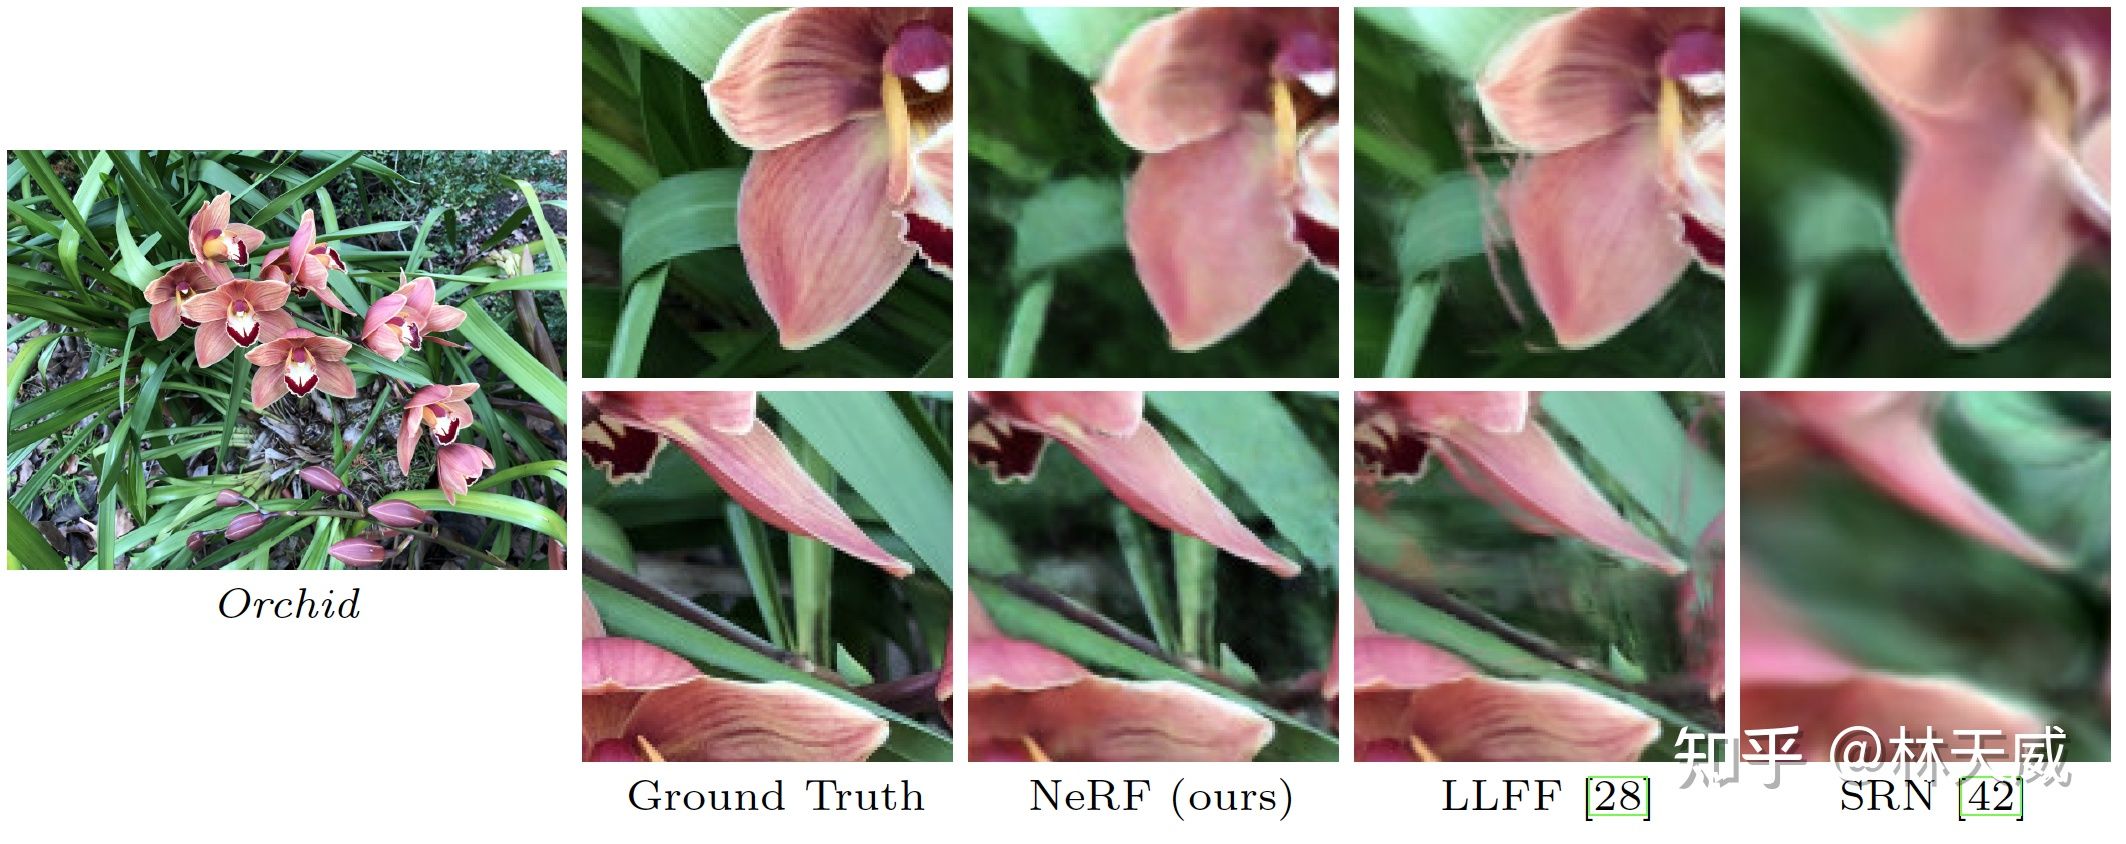 Orchid
Ground Truth
NeRF (ours)
LLFF [28]
SRN [42]
知乎 @林天威